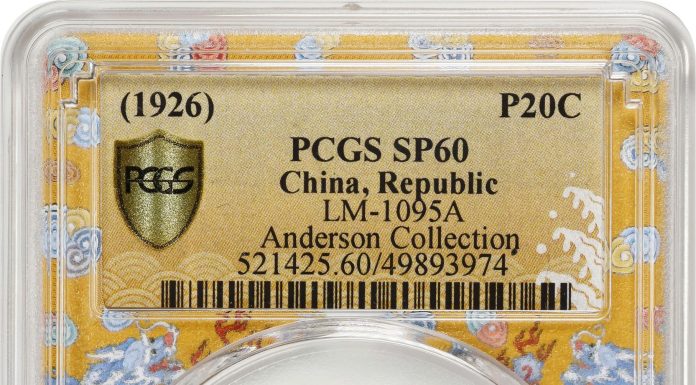 (1926) P20C
PCGS SP60
PCGS
China, Republic
LM-1095A
Anderson Collection
521425.60/49893974